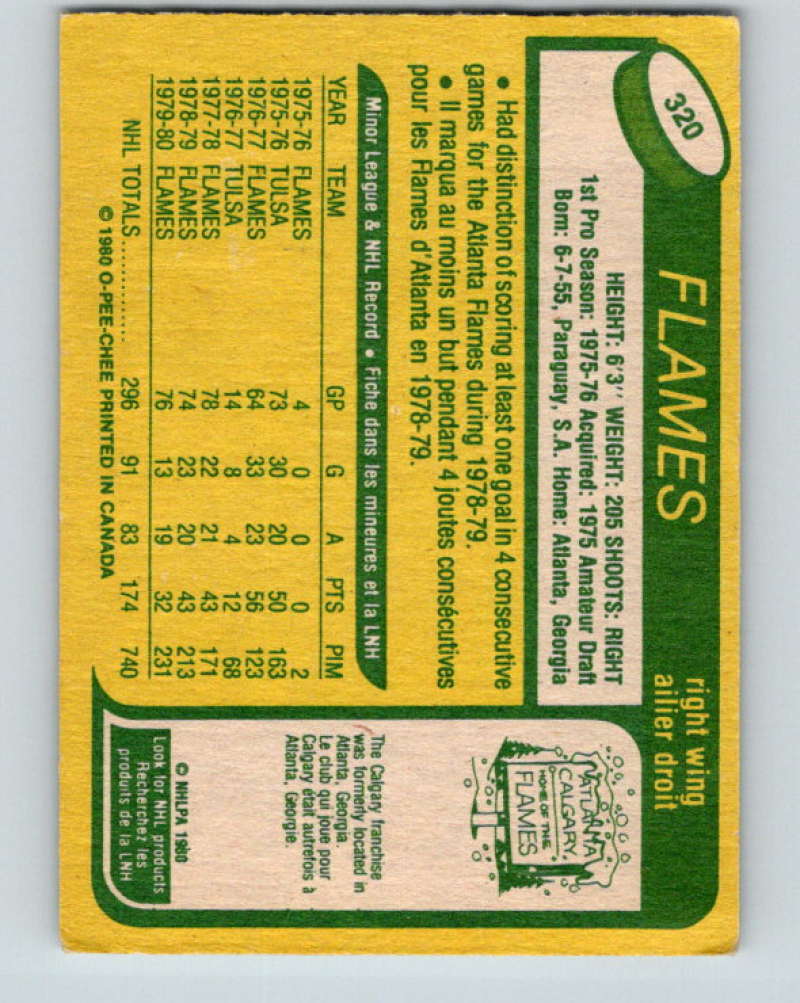 320
FLAMES
right wing
ailier droit
HEIGHT: 6'3" WEIGHT: 205 SHOOTS: RIGHT
1st Pro Season: 1975-76 Acquired: 1975 Amateur Draft
Born: 6-7-55, Paraguay, S.A. Home: Atlanta, Georgia
• Had distinction of scoring at least one goal in 4 consecutive
games for the Atlanta Flames during 1978-79.
• Il marqua au moins un but pendant 4 joutes consécutives
pour les Flames d'Atlanta en 1978-79.
Minor League & NHL Record • Fiche dans les mineures et la LNH
YEAR TEAM GP G A PTS PIM
1975-76 FLAMES 4 0 0 0 2
1975-76 TULSA 73 30 20 50 163
1976-77 FLAMES 64 33 23 56 123
1976-77 TULSA 14 8 4 12 68
1977-78 FLAMES 78 22 21 43 171
1978-79 FLAMES 74 23 20 43 213
1979-80 FLAMES 76 13 19 32 231
NHL TOTALS............. 296 91 83 174 740
© 1980 O-PEE-CHEE PRINTED IN CANADA
ATLANTA
CALGARY,
HOME OF THE
FLAMES
The Calgary franchise
was formerly located in
Atlanta, Georgia.
Le club qui joue pour
Calgary était autrefois à
Atlanta, Georgie.
© NHLPA 1980
Look for NHL products
Recherchez les
produits de la LNH